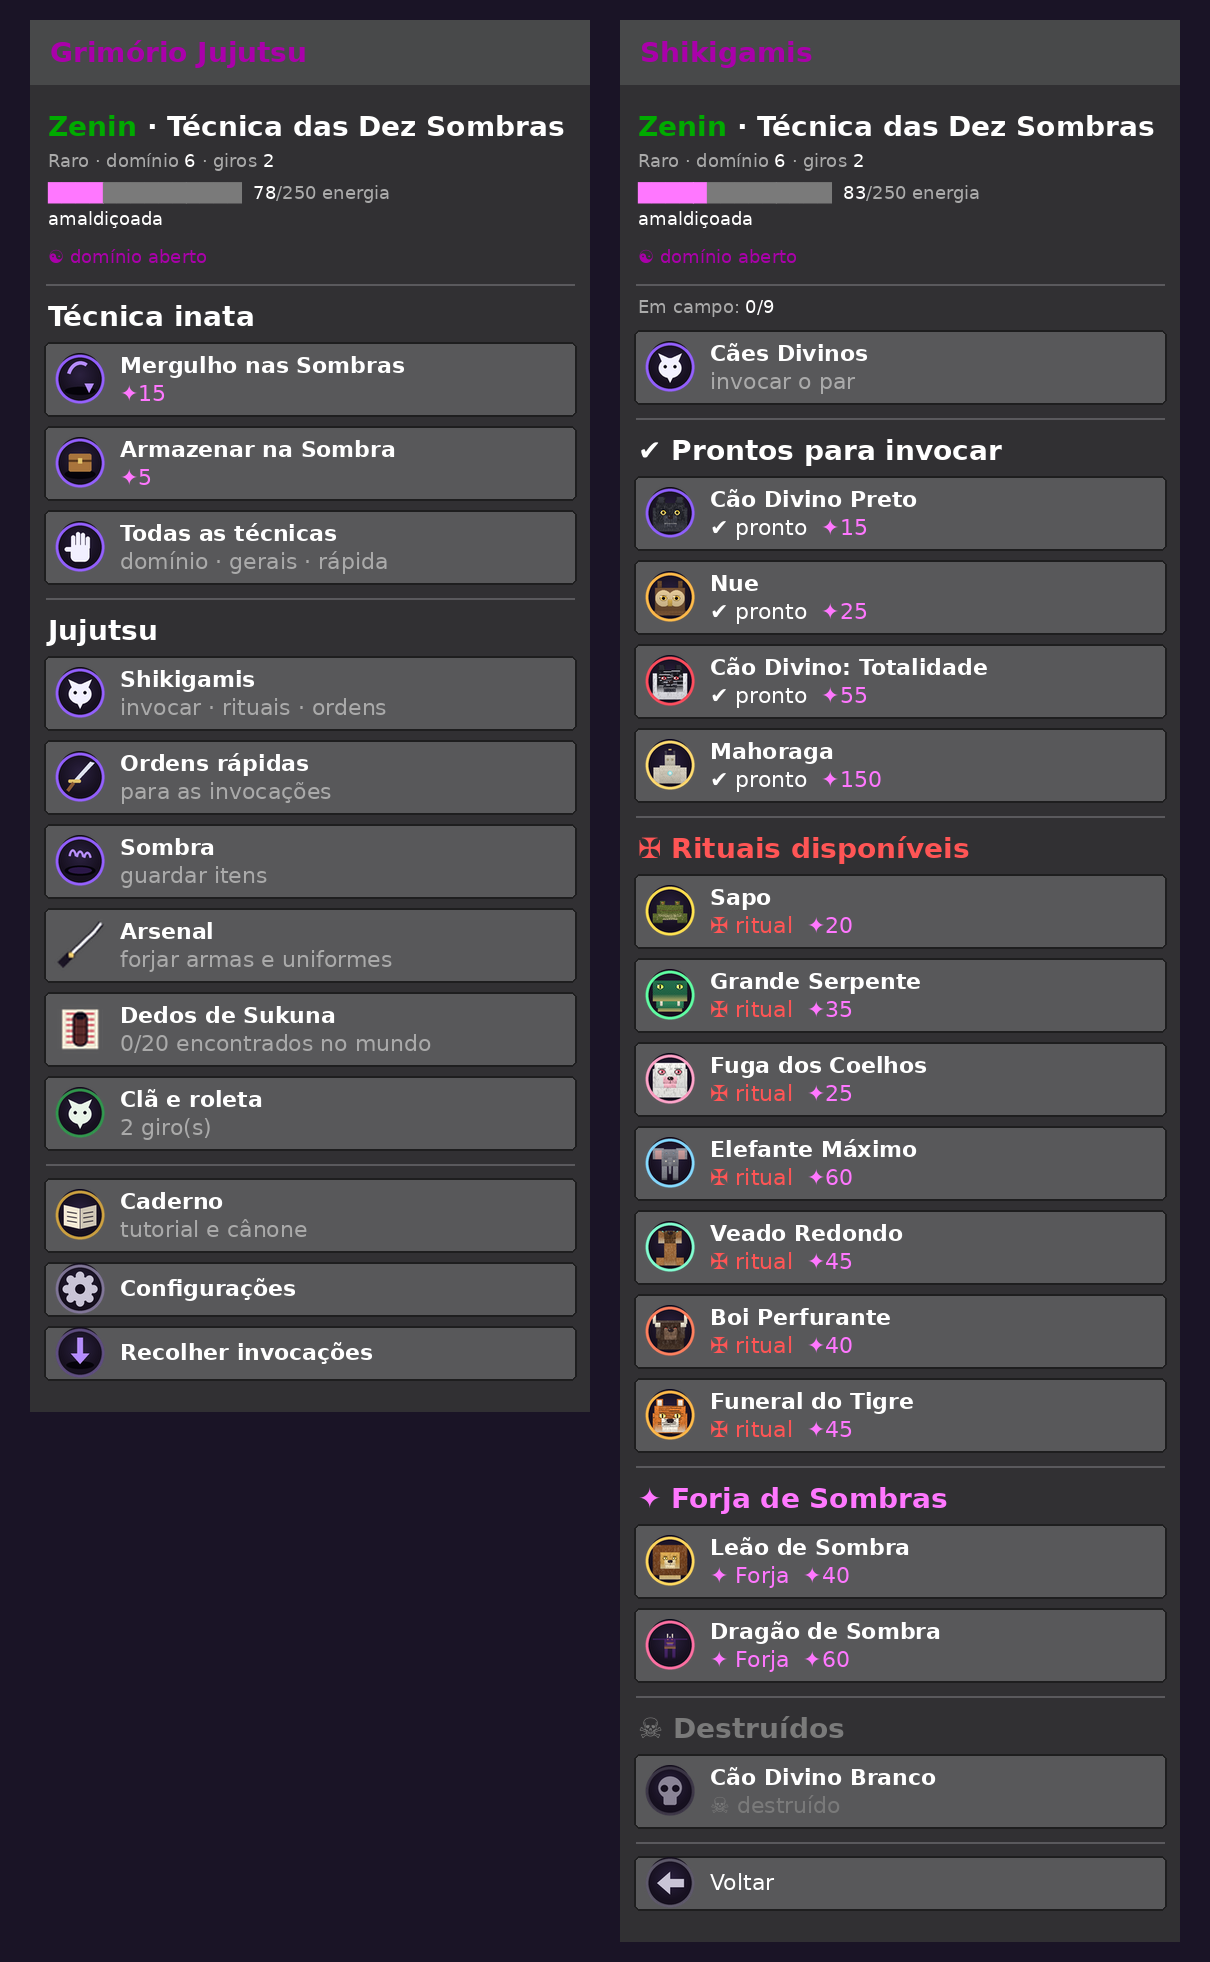 Grimório Jujutsu
Zenin · Técnica das Dez Sombras
Raro · domínio 6 · giros 2
78/250 energia
amaldiçoada
☯ domínio aberto
Técnica inata
Mergulho nas Sombras
✦15
Armazenar na Sombra
✦5
Todas as técnicas
domínio · gerais · rápida
Jujutsu
Shikigamis
invocar · rituais · ordens
Ordens rápidas
para as invocações
Sombra
guardar itens
Arsenal
forjar armas e uniformes
Dedos de Sukuna
0/20 encontrados no mundo
Clã e roleta
2 giro(s)
Caderno
tutorial e cânone
Configurações
Recolher invocações
Shikigamis
Zenin · Técnica das Dez Sombras
Raro · domínio 6 · giros 2
83/250 energia
amaldiçoada
☯ domínio aberto
Em campo: 0/9
Cães Divinos
invocar o par
✔ Prontos para invocar
Cão Divino Preto
✔ pronto ✦15
Nue
✔ pronto ✦25
Cão Divino: Totalidade
✔ pronto ✦55
Mahoraga
✔ pronto ✦150
✠ Rituais disponíveis
Sapo
✠ ritual ✦20
Grande Serpente
✠ ritual ✦35
Fuga dos Coelhos
✠ ritual ✦25
Elefante Máximo
✠ ritual ✦60
Veado Redondo
✠ ritual ✦45
Boi Perfurante
✠ ritual ✦40
Funeral do Tigre
✠ ritual ✦45
✦ Forja de Sombras
Leão de Sombra
✦ Forja ✦40
Dragão de Sombra
✦ Forja ✦60
☠ Destruídos
Cão Divino Branco
☠ destruído
Voltar